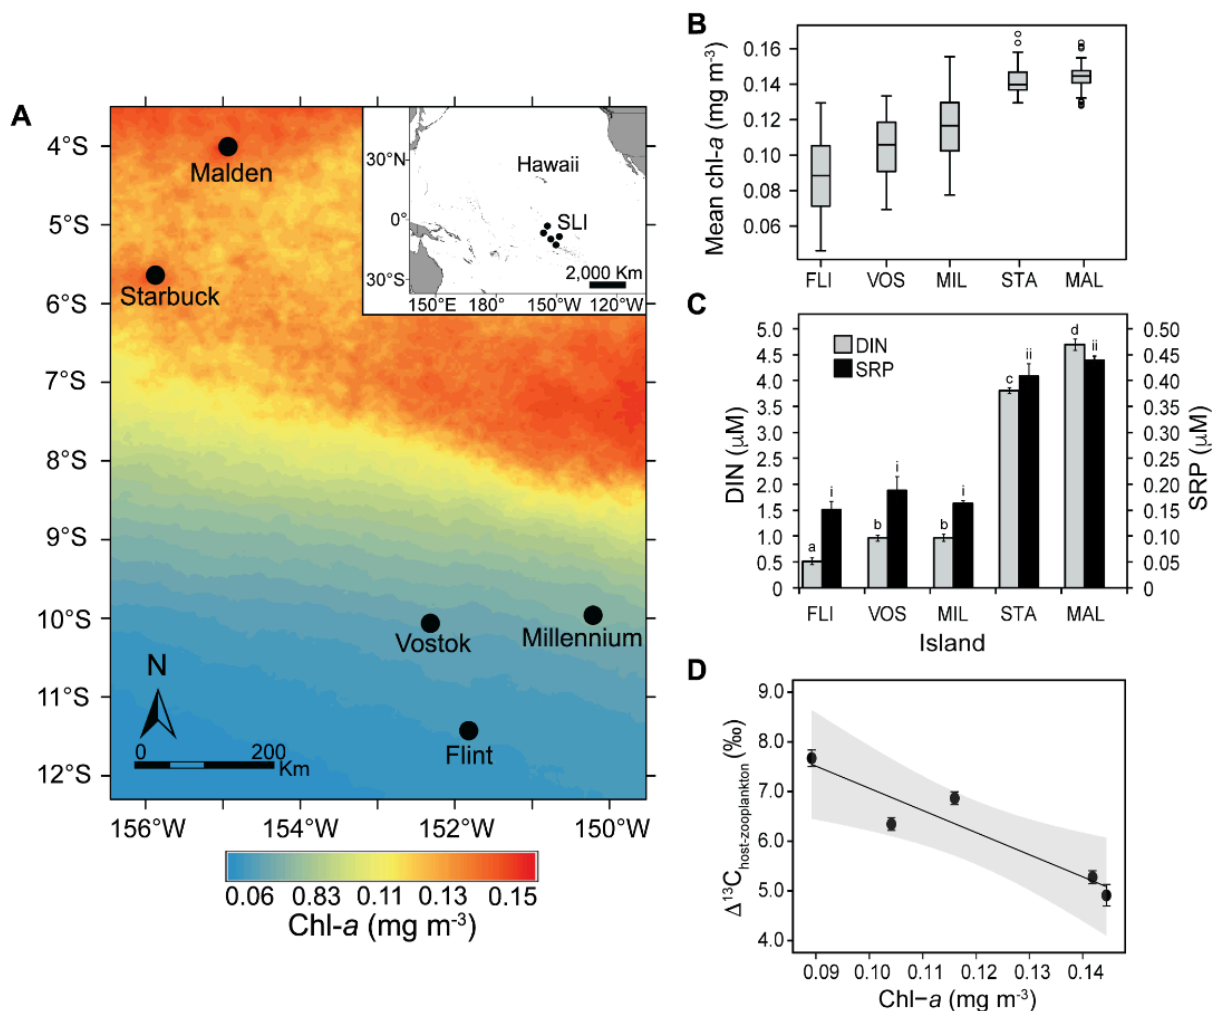 A
4°S
5°S
6°S
7°S
8°S
9°S
10°S
11°S
12°S
156°W
154°W
152°W
150°W
Malden
Starbuck
Vostok
Millennium
Flint
N
0
200
Km
30°N
0°
30°S
Hawaii
SLI
2,000 Km
150°E
180°
150°W
120°W
0.06
0.83
0.11
0.13
0.15
Chl-a (mg m-3)
B
Mean chl-a (mg m-3)
0.16
0.14
0.12
0.10
0.08
0.06
FLI
VOS
MIL
STA
MAL
C
DIN (μM)
5.0
4.5
4.0
3.5
3.0
2.5
2.0
1.5
1.0
0.5
0
DIN
SRP
a
i
b
i
b
i
c
ii
d
ii
0.50
0.45
0.40
0.35
0.30
0.25
0.20
0.15
0.10
0.05
0
SRP (μM)
FLI
VOS
MIL
STA
MAL
Island
D
Δ13Chost-zooplankton (‰)
9.0
8.0
7.0
6.0
5.0
4.0
0.09
0.10
0.11
0.12
0.13
0.14
Chl−a (mg m-3)